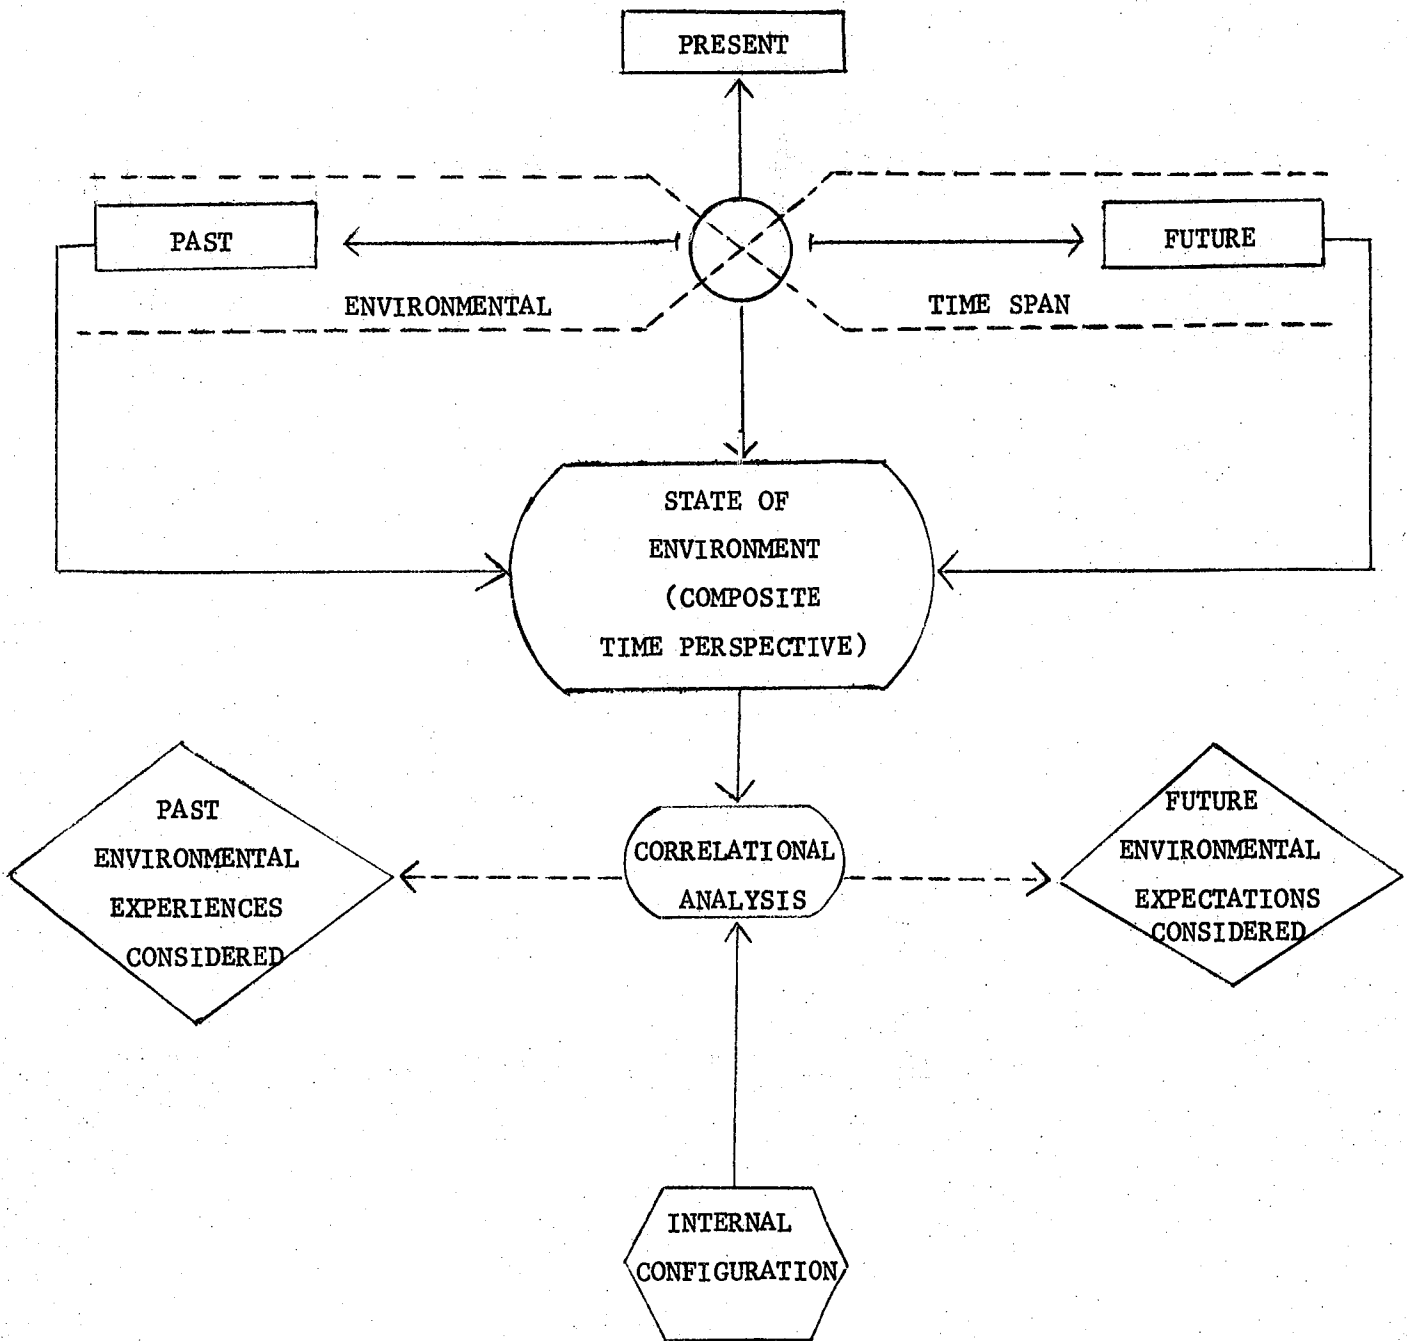 PRESENT
PAST
FUTURE
ENVIRONMENTAL
TIME SPAN
STATE OF
ENVIRONMENT
(COMPOSITE
TIME PERSPECTIVE)
PAST
ENVIRONMENTAL
EXPERIENCES
CONSIDERED
CORRELATIONAL
ANALYSIS
FUTURE
ENVIRONMENTAL
EXPECTATIONS
CONSIDERED
INTERNAL
CONFIGURATION